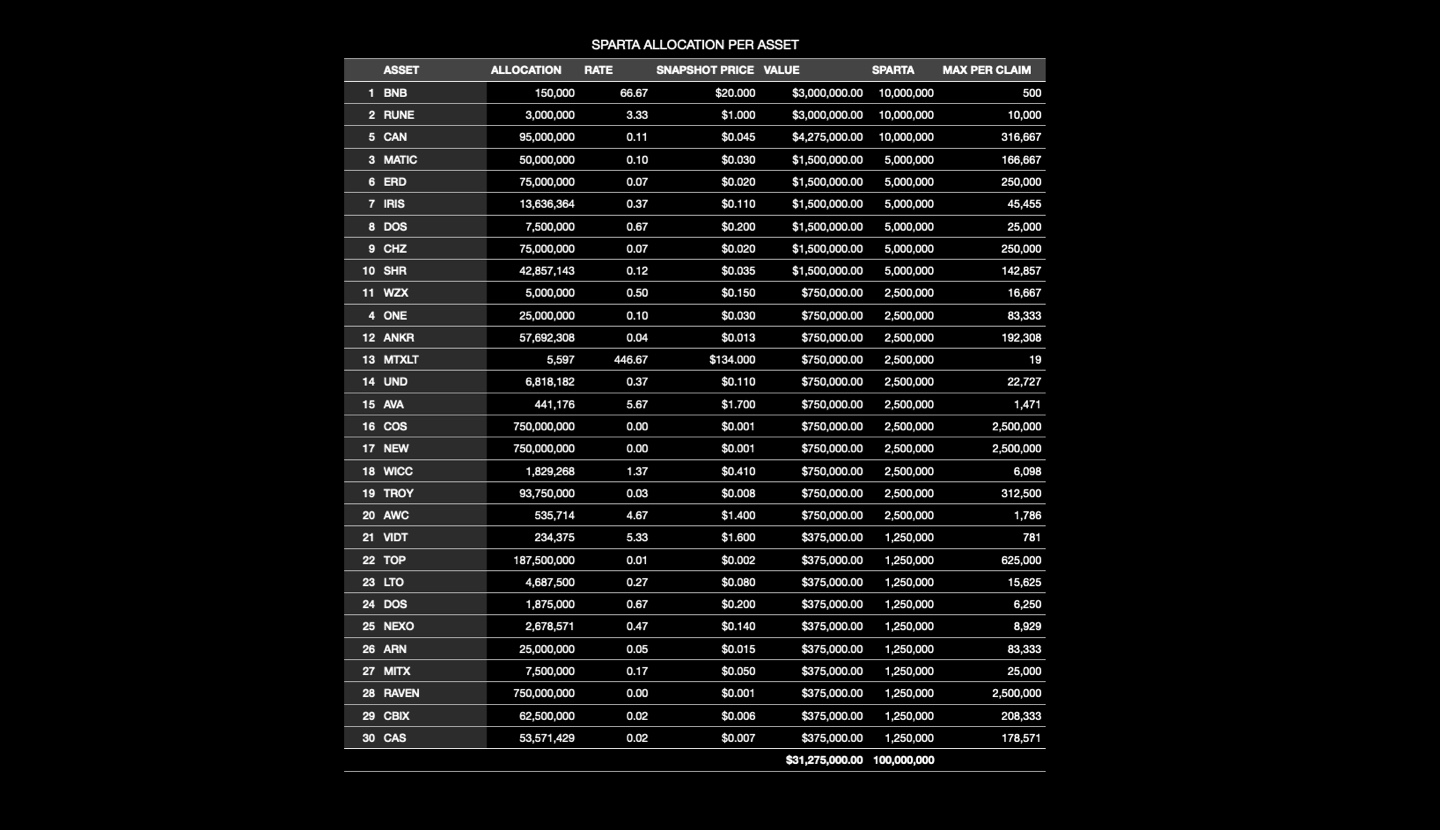 SPARTA ALLOCATION PER ASSET
ASSET ALLOCATION RATE SNAPSHOT PRICE VALUE SPARTA MAX PER CLAIM
1 BNB 150,000 66.67 $20.000 $3,000,000.00 10,000,000 500
2 RUNE 3,000,000 3.33 $1.000 $3,000,000.00 10,000,000 10,000
5 CAN 95,000,000 0.11 $0.045 $4,275,000.00 10,000,000 316,667
3 MATIC 50,000,000 0.10 $0.030 $1,500,000.00 5,000,000 166,667
6 ERD 75,000,000 0.07 $0.020 $1,500,000.00 5,000,000 250,000
7 IRIS 13,636,364 0.37 $0.110 $1,500,000.00 5,000,000 45,455
8 DOS 7,500,000 0.67 $0.200 $1,500,000.00 5,000,000 25,000
9 CHZ 75,000,000 0.07 $0.020 $1,500,000.00 5,000,000 250,000
10 SHR 42,857,143 0.12 $0.035 $1,500,000.00 5,000,000 142,857
11 WZX 5,000,000 0.50 $0.150 $750,000.00 2,500,000 16,667
4 ONE 25,000,000 0.10 $0.030 $750,000.00 2,500,000 83,333
12 ANKR 57,692,308 0.04 $0.013 $750,000.00 2,500,000 192,308
13 MTXLT 5,597 446.67 $134.000 $750,000.00 2,500,000 19
14 UND 6,818,182 0.37 $0.110 $750,000.00 2,500,000 22,727
15 AVA 441,176 5.67 $1.700 $750,000.00 2,500,000 1,471
16 COS 750,000,000 0.00 $0.001 $750,000.00 2,500,000 2,500,000
17 NEW 750,000,000 0.00 $0.001 $750,000.00 2,500,000 2,500,000
18 WICC 1,829,268 1.37 $0.410 $750,000.00 2,500,000 6,098
19 TROY 93,750,000 0.03 $0.008 $750,000.00 2,500,000 312,500
20 AWC 535,714 4.67 $1.400 $750,000.00 2,500,000 1,786
21 VIDT 234,375 5.33 $1.600 $375,000.00 1,250,000 781
22 TOP 187,500,000 0.01 $0.002 $375,000.00 1,250,000 625,000
23 LTO 4,687,500 0.27 $0.080 $375,000.00 1,250,000 15,625
24 DOS 1,875,000 0.67 $0.200 $375,000.00 1,250,000 6,250
25 NEXO 2,678,571 0.47 $0.140 $375,000.00 1,250,000 8,929
26 ARN 25,000,000 0.05 $0.015 $375,000.00 1,250,000 83,333
27 MITX 7,500,000 0.17 $0.050 $375,000.00 1,250,000 25,000
28 RAVEN 750,000,000 0.00 $0.001 $375,000.00 1,250,000 2,500,000
29 CBIX 62,500,000 0.02 $0.006 $375,000.00 1,250,000 208,333
30 CAS 53,571,429 0.02 $0.007 $375,000.00 1,250,000 178,571
$31,275,000.00 100,000,000